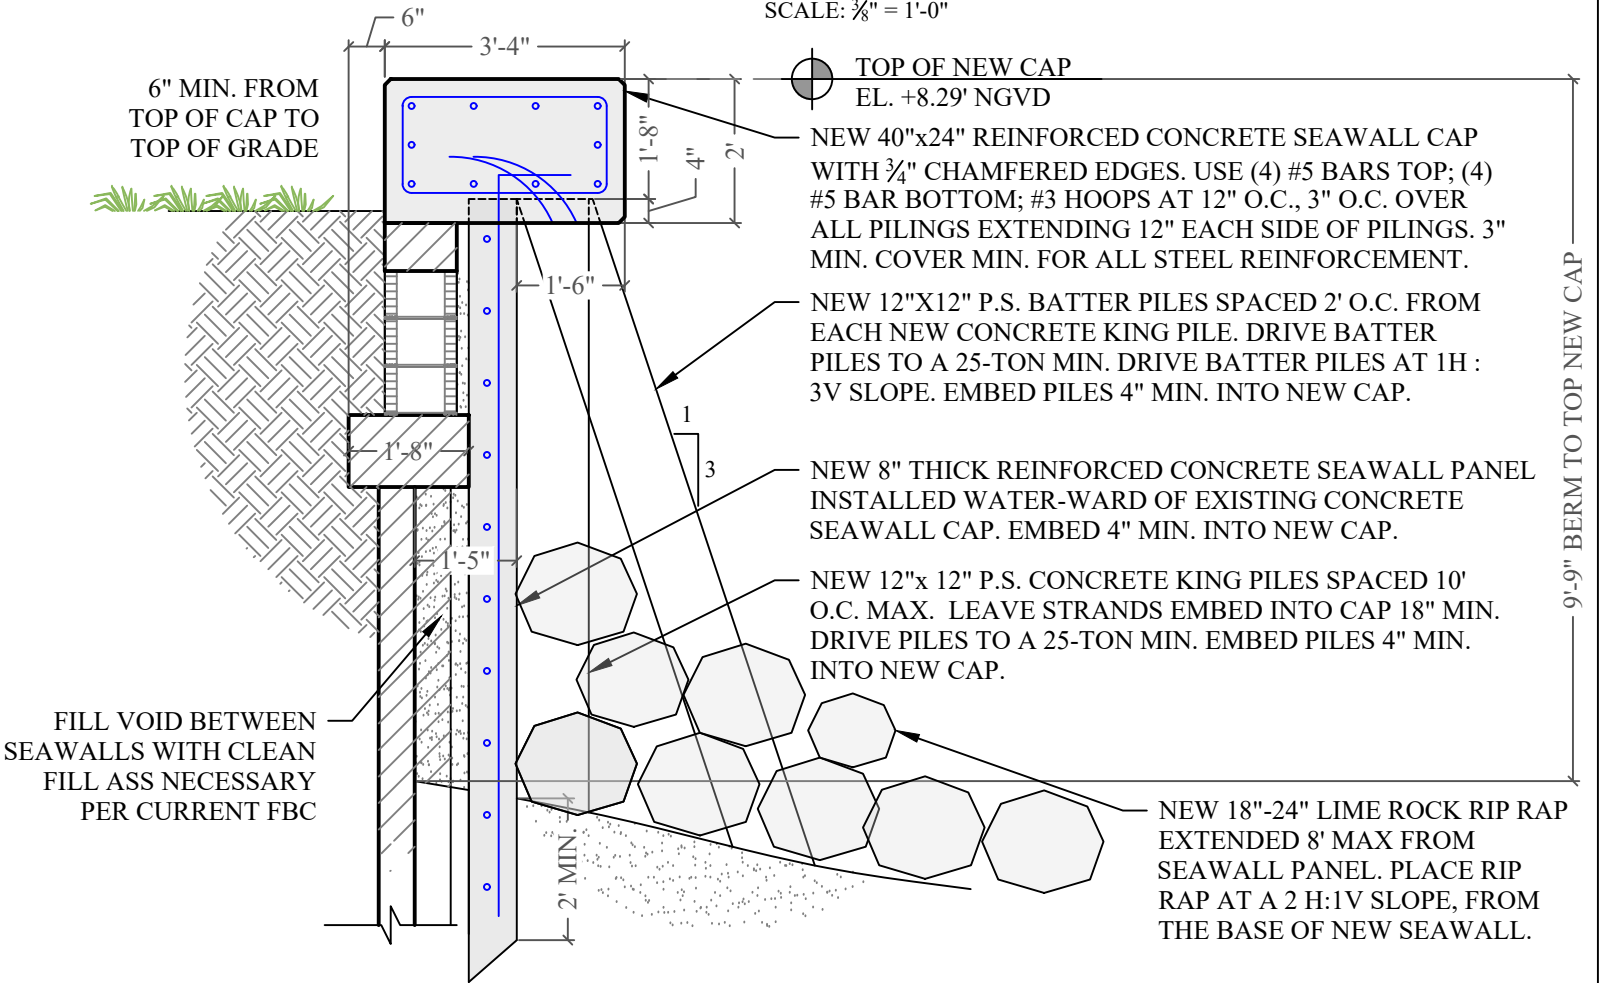 SCALE: ⅜" = 1'-0"
6"
3'-4"
6" MIN. FROM
TOP OF CAP TO
TOP OF GRADE
1'-8"
4"
2'
TOP OF NEW CAP
EL. +8.29' NGVD
NEW 40"x24" REINFORCED CONCRETE SEAWALL CAP
WITH ¾" CHAMFERED EDGES. USE (4) #5 BARS TOP; (4)
#5 BAR BOTTOM; #3 HOOPS AT 12" O.C., 3" O.C. OVER
ALL PILINGS EXTENDING 12" EACH SIDE OF PILINGS. 3"
MIN. COVER MIN. FOR ALL STEEL REINFORCEMENT.
1'-6"
NEW 12"X12" P.S. BATTER PILES SPACED 2' O.C. FROM
EACH NEW CONCRETE KING PILE. DRIVE BATTER
PILES TO A 25-TON MIN. DRIVE BATTER PILES AT 1H :
3V SLOPE. EMBED PILES 4" MIN. INTO NEW CAP.
1
3
1'-8"
NEW 8" THICK REINFORCED CONCRETE SEAWALL PANEL
INSTALLED WATER-WARD OF EXISTING CONCRETE
SEAWALL CAP. EMBED 4" MIN. INTO NEW CAP.
1'-5"
NEW 12"x 12" P.S. CONCRETE KING PILES SPACED 10'
O.C. MAX. LEAVE STRANDS EMBED INTO CAP 18" MIN.
DRIVE PILES TO A 25-TON MIN. EMBED PILES 4" MIN.
INTO NEW CAP.
9'-9" BERM TO TOP NEW CAP
FILL VOID BETWEEN
SEAWALLS WITH CLEAN
FILL ASS NECESSARY
PER CURRENT FBC
2' MIN.
NEW 18"-24" LIME ROCK RIP RAP
EXTENDED 8' MAX FROM
SEAWALL PANEL. PLACE RIP
RAP AT A 2 H:1V SLOPE, FROM
THE BASE OF NEW SEAWALL.